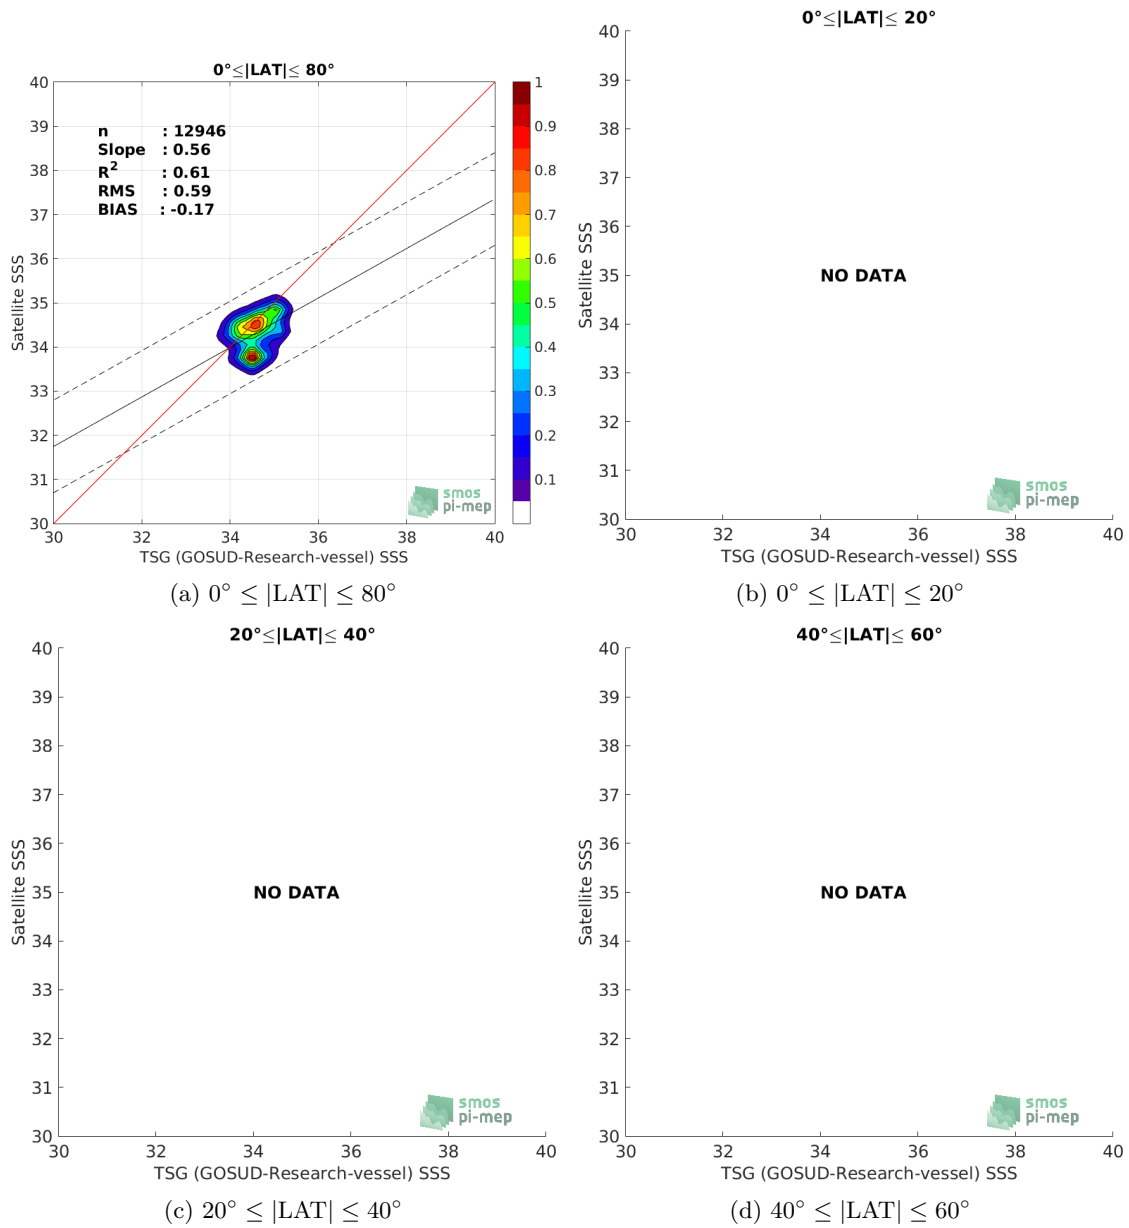 0°≤|LAT|≤ 80°
40
39
38
37
36
35
34
33
32
31
30
Satellite SSS
n : 12946
Slope : 0.56
R² : 0.61
RMS : 0.59
BIAS : -0.17
1
0.9
0.8
0.7
0.6
0.5
0.4
0.3
0.2
0.1
smos
pi-mep
30 32 34 36 38 40
TSG (GOSUD-Research-vessel) SSS
(a) 0° ≤ |LAT| ≤ 80°
0°≤|LAT|≤ 20°
40
39
38
37
36
35
34
33
32
31
30
Satellite SSS
NO DATA
smos
pi-mep
30 32 34 36 38 40
TSG (GOSUD-Research-vessel) SSS
(b) 0° ≤ |LAT| ≤ 20°
20°≤|LAT|≤ 40°
40
39
38
37
36
35
34
33
32
31
30
Satellite SSS
NO DATA
smos
pi-mep
30 32 34 36 38 40
TSG (GOSUD-Research-vessel) SSS
(c) 20° ≤ |LAT| ≤ 40°
40°≤|LAT|≤ 60°
40
39
38
37
36
35
34
33
32
31
30
Satellite SSS
NO DATA
smos
pi-mep
30 32 34 36 38 40
TSG (GOSUD-Research-vessel) SSS
(d) 40° ≤ |LAT| ≤ 60°